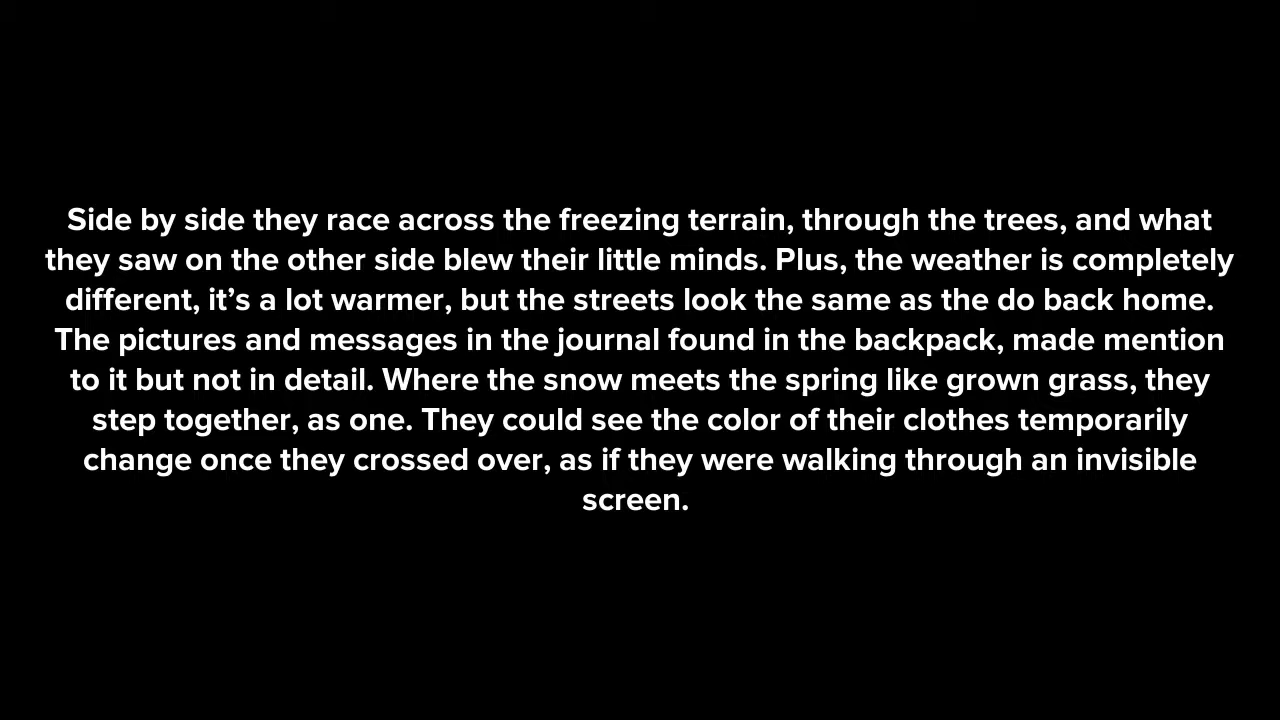 Side by side they race across the freezing terrain, through the trees, and what
they saw on the other side blew their little minds. Plus, the weather is completely
different, it’s a lot warmer, but the streets look the same as the do back home.
The pictures and messages in the journal found in the backpack, made mention
to it but not in detail. Where the snow meets the spring like grown grass, they
step together, as one. They could see the color of their clothes temporarily
change once they crossed over, as if they were walking through an invisible
screen.